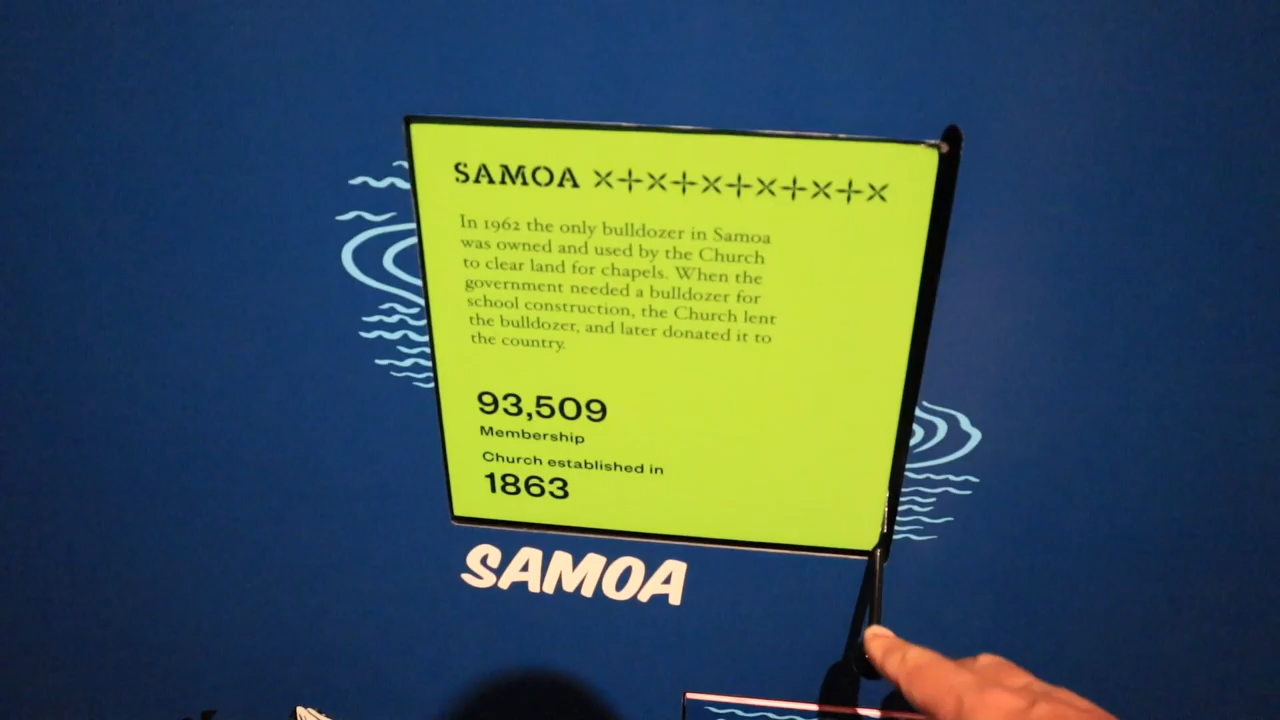 SAMOA
In 1962 the only bulldozer in Samoa
was owned and used by the Church
to clear land for chapels. When the
government needed a bulldozer for
school construction, the Church lent
the bulldozer, and later donated it to
the country.
93,509
Membership
Church established in
1863
SAMOA